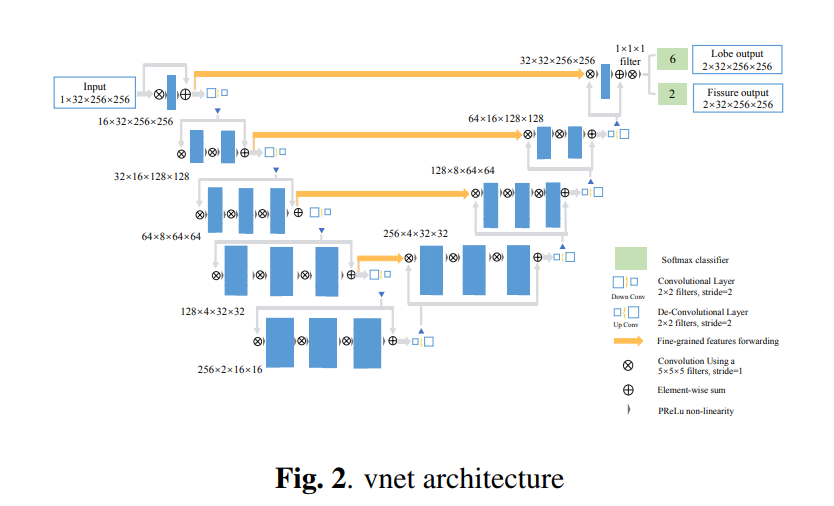 32×32×256×256
1×1×1
filter
6
Lobe output
2×32×256×256
Input
1×32×256×256
2
Fissure output
2×32×256×256
16×32×256×256
64×16×128×128
32×16×128×128
128×8×64×64
64×8×64×64
256×4×32×32
128×4×32×32
256×2×16×16
Softmax classifier
Convolutional Layer
2×2 filters, stride=2
Down Conv
De-Convolutional Layer
2×2 filters, stride=2
Up Conv
Fine-grained features forwarding
Convolution Using a
5×5×5 filters, stride=1
Element-wise sum
PReLu non-linearity
Fig. 2. vnet architecture